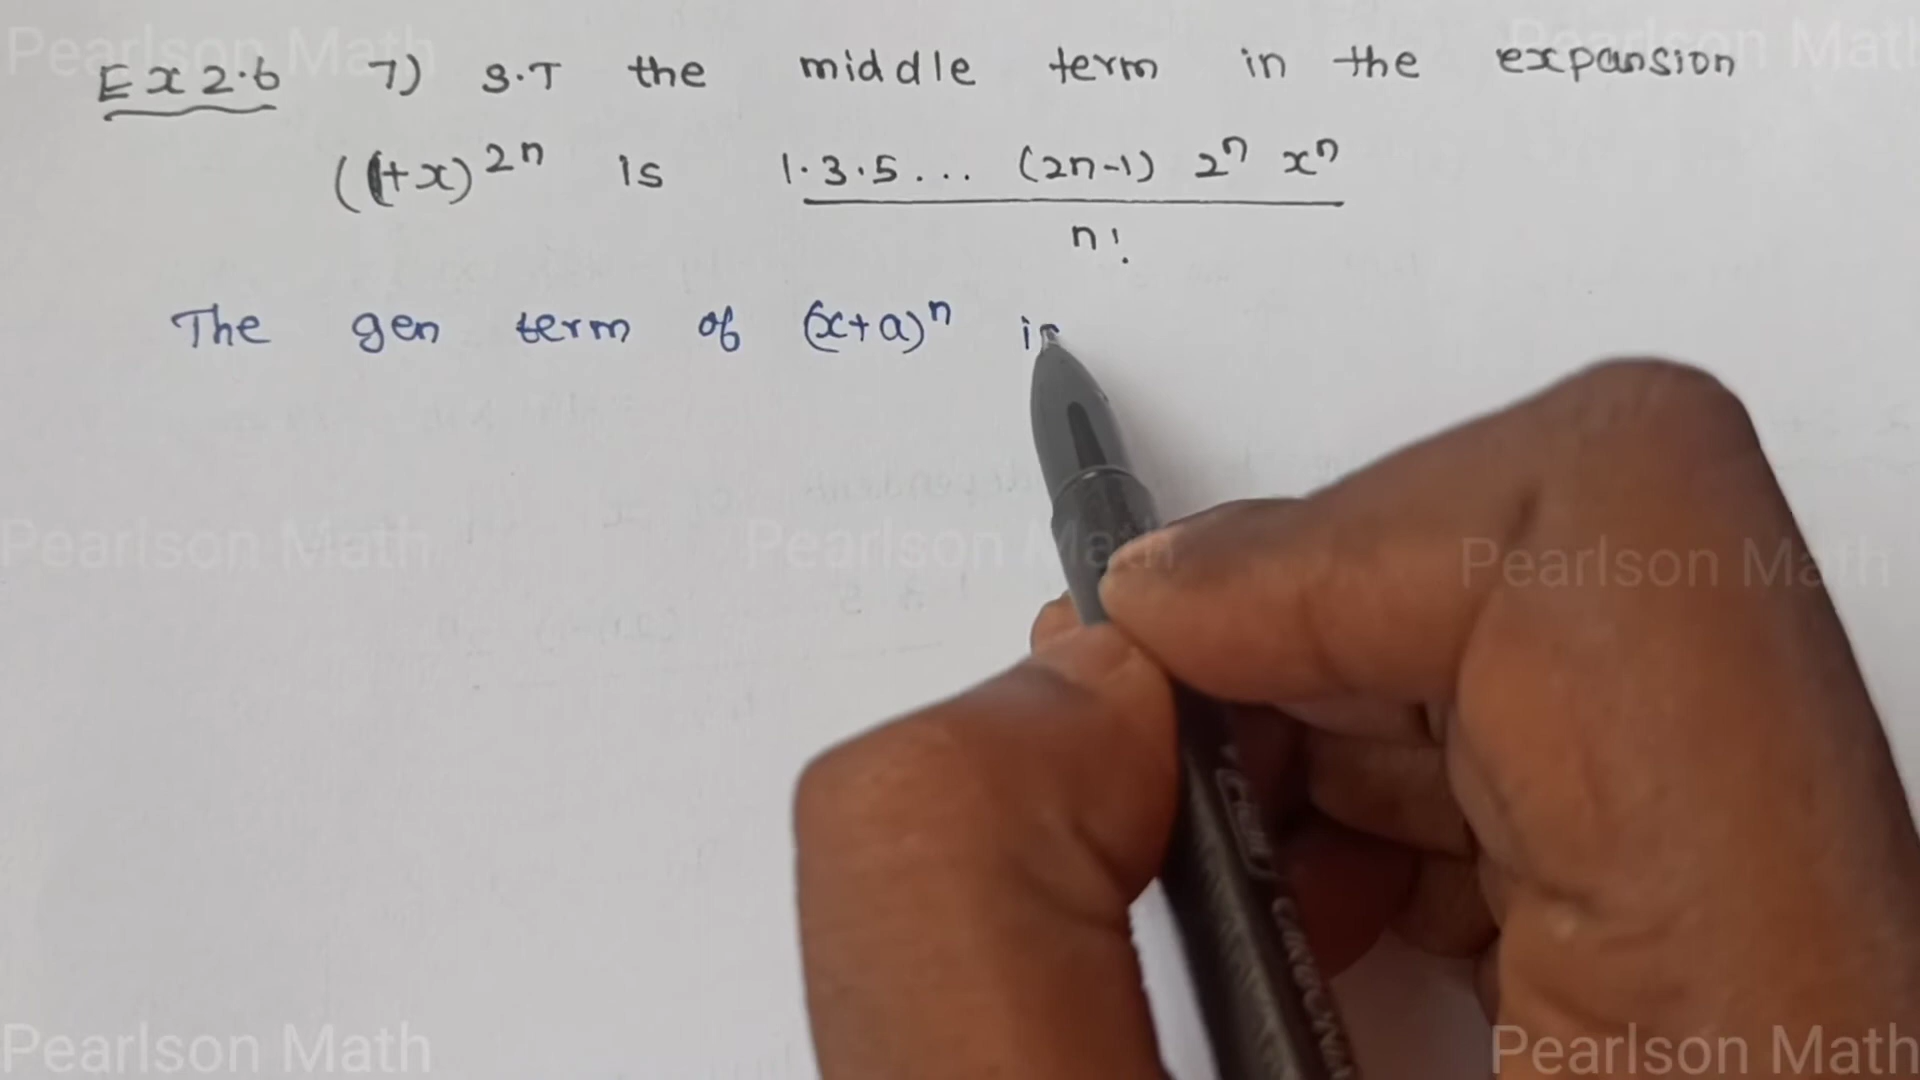 Ex 2.6 7) S.T the middle term in the expansion
(1+x)^2n is 1.3.5... (2n-1) 2^n x^n
n!
The gen term of (x+a)^n is
Pearlson Math
Pearlson Math
Pearlson Math
Pearlson Math
Pearlson Math
Pearlson Math
Pearlson Math